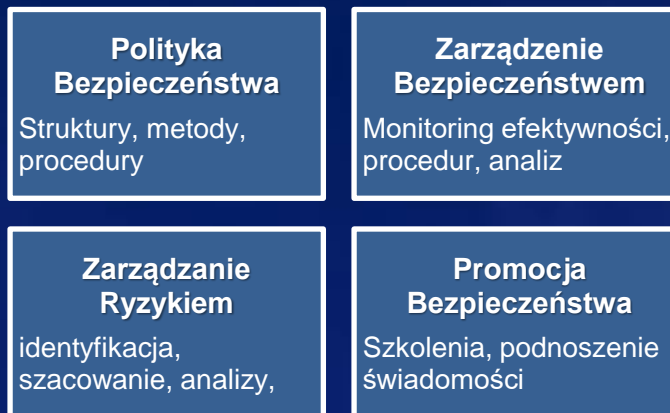 Polityka
Bezpieczeństwa
Struktury, metody,
procedury
Zarządzenie
Bezpieczeństwem
Monitoring efektywności,
procedur, analiz
Zarządzanie
Ryzykiem
identyfikacja,
szacowanie, analizy,
Promocja
Bezpieczeństwa
Szkolenia, podnoszenie
świadomości